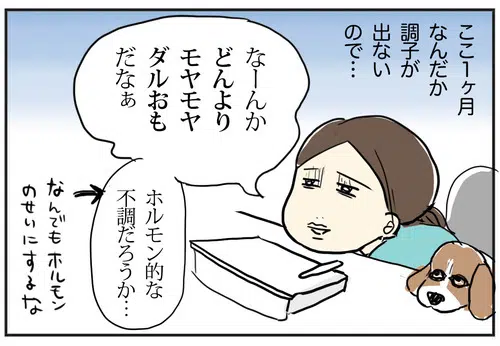 ここ1ヶ月
なんだか
調子が
出ない
ので…
なーんか
どんより
モヤモヤ
ダルおも
だなぁ
ホルモン的な
不調だろうか…
なんでもホルモン
のせいにするな